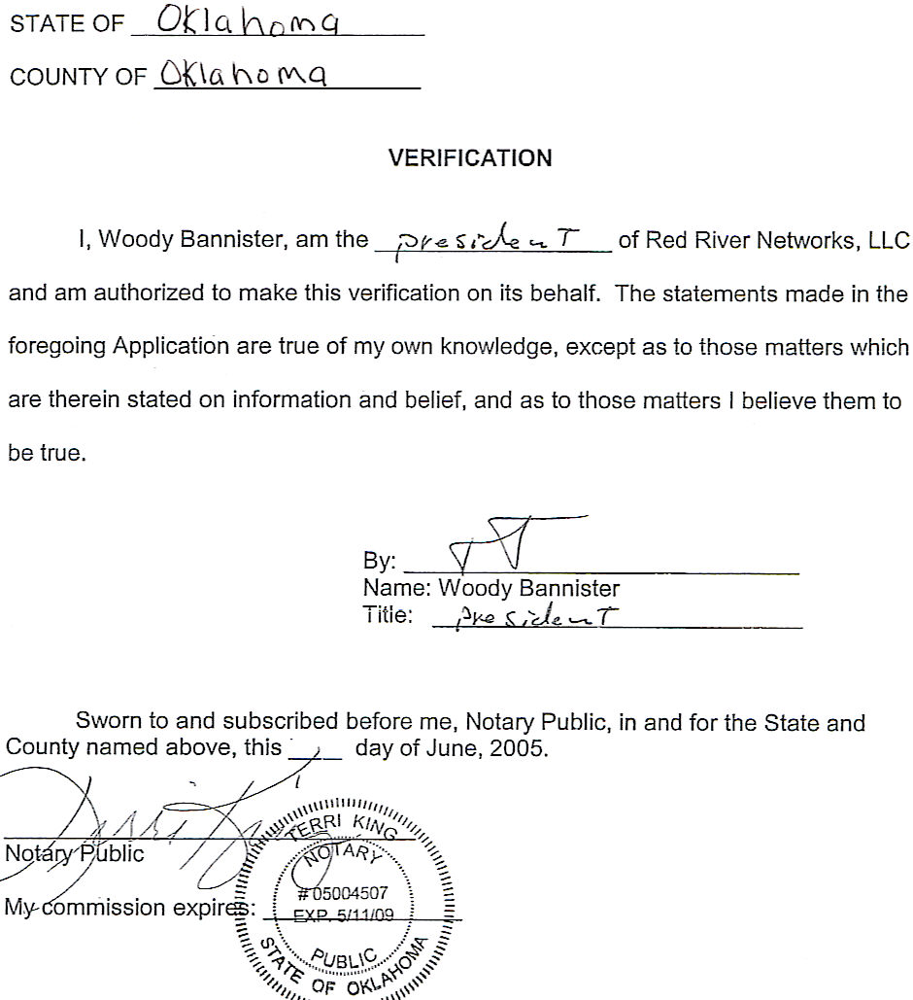 STATE OF Oklahoma
COUNTY OF Oklahoma
VERIFICATION
I, Woody Bannister, am the president of Red River Networks, LLC
and am authorized to make this verification on its behalf. The statements made in the
foregoing Application are true of my own knowledge, except as to those matters which
are therein stated on information and belief, and as to those matters I believe them to
be true.
By:
Name: Woody Bannister
Title: president
Sworn to and subscribed before me, Notary Public, in and for the State and
County named above, this day of June, 2005.
Terri King
Notary Public
My commission expires:
TERRI KING
NOTARY
#05004507
EXP. 5/11/09
PUBLIC
STATE OF OKLAHOMA